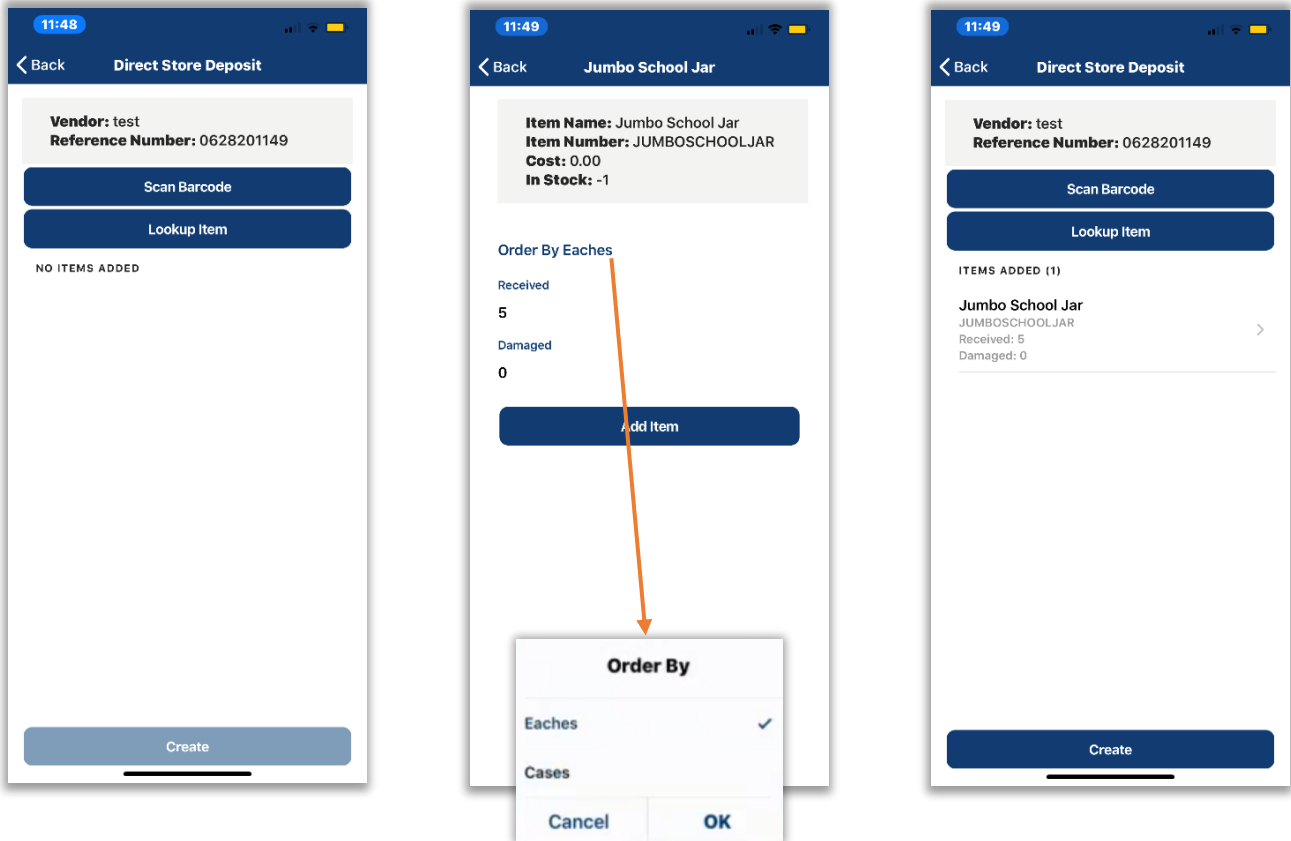 11:48
Back
Direct Store Deposit
Vendor: test
Reference Number: 0628201149
Scan Barcode
Lookup Item
NO ITEMS ADDED
Create
11:49
Back
Jumbo School Jar
Item Name: Jumbo School Jar
Item Number: JUMBOSCHOOLJAR
Cost: 0.00
In Stock: -1
Order By Eaches
Received
5
Damaged
0
Add Item
Order By
Eaches
Cases
Cancel
OK
11:49
Back
Direct Store Deposit
Vendor: test
Reference Number: 0628201149
Scan Barcode
Lookup Item
ITEMS ADDED (1)
Jumbo School Jar
JUMBOSCHOOLJAR
Received: 5
Damaged: 0
Create